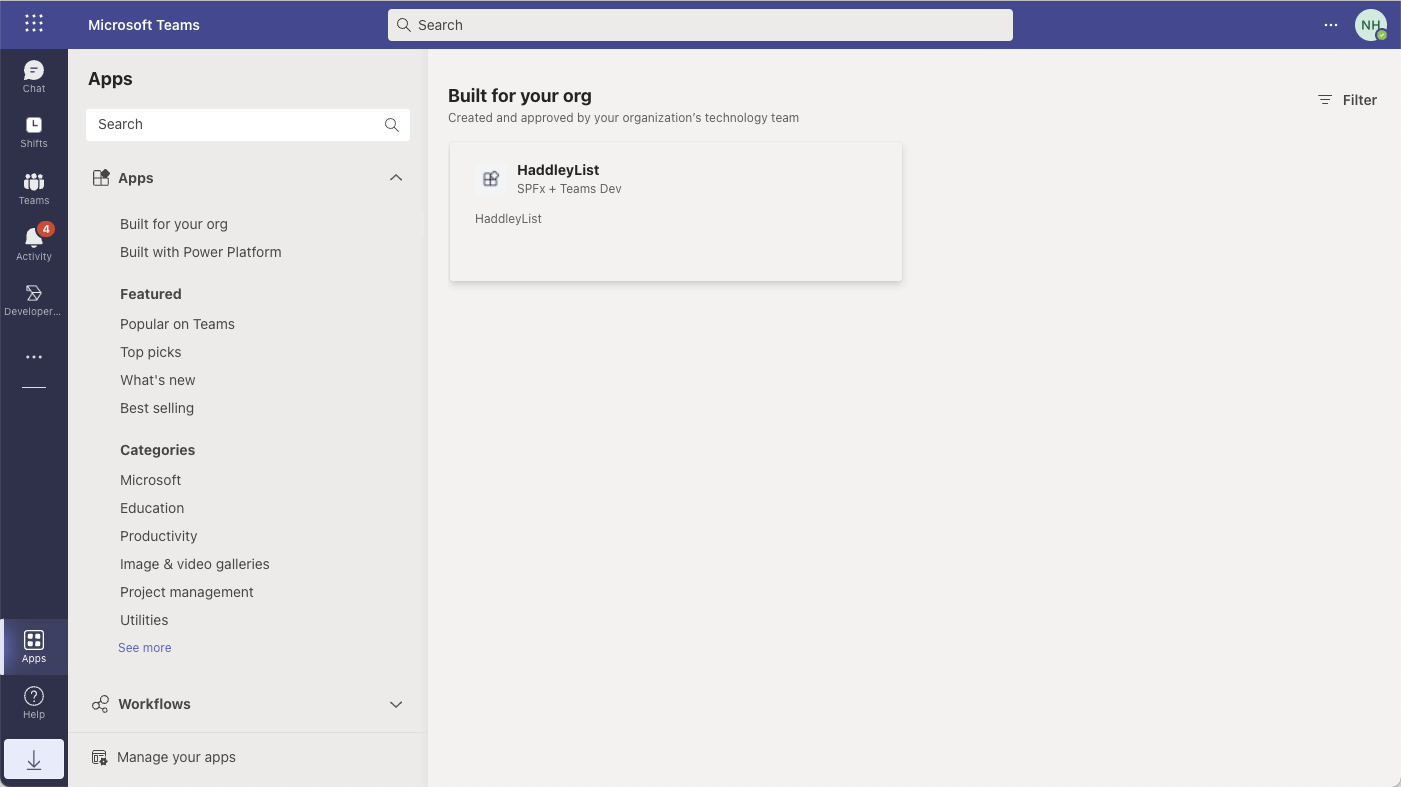 Microsoft Teams
Search
NH
Chat
Shifts
Teams
4
Activity
Developer...
Apps
Help
Apps
Search
Apps
Built for your org
Built with Power Platform
Featured
Popular on Teams
Top picks
What's new
Best selling
Categories
Microsoft
Education
Productivity
Image & video galleries
Project management
Utilities
See more
Workflows
Manage your apps
Built for your org
Created and approved by your organization's technology team
Filter
HaddleyList
SPFx + Teams Dev
HaddleyList